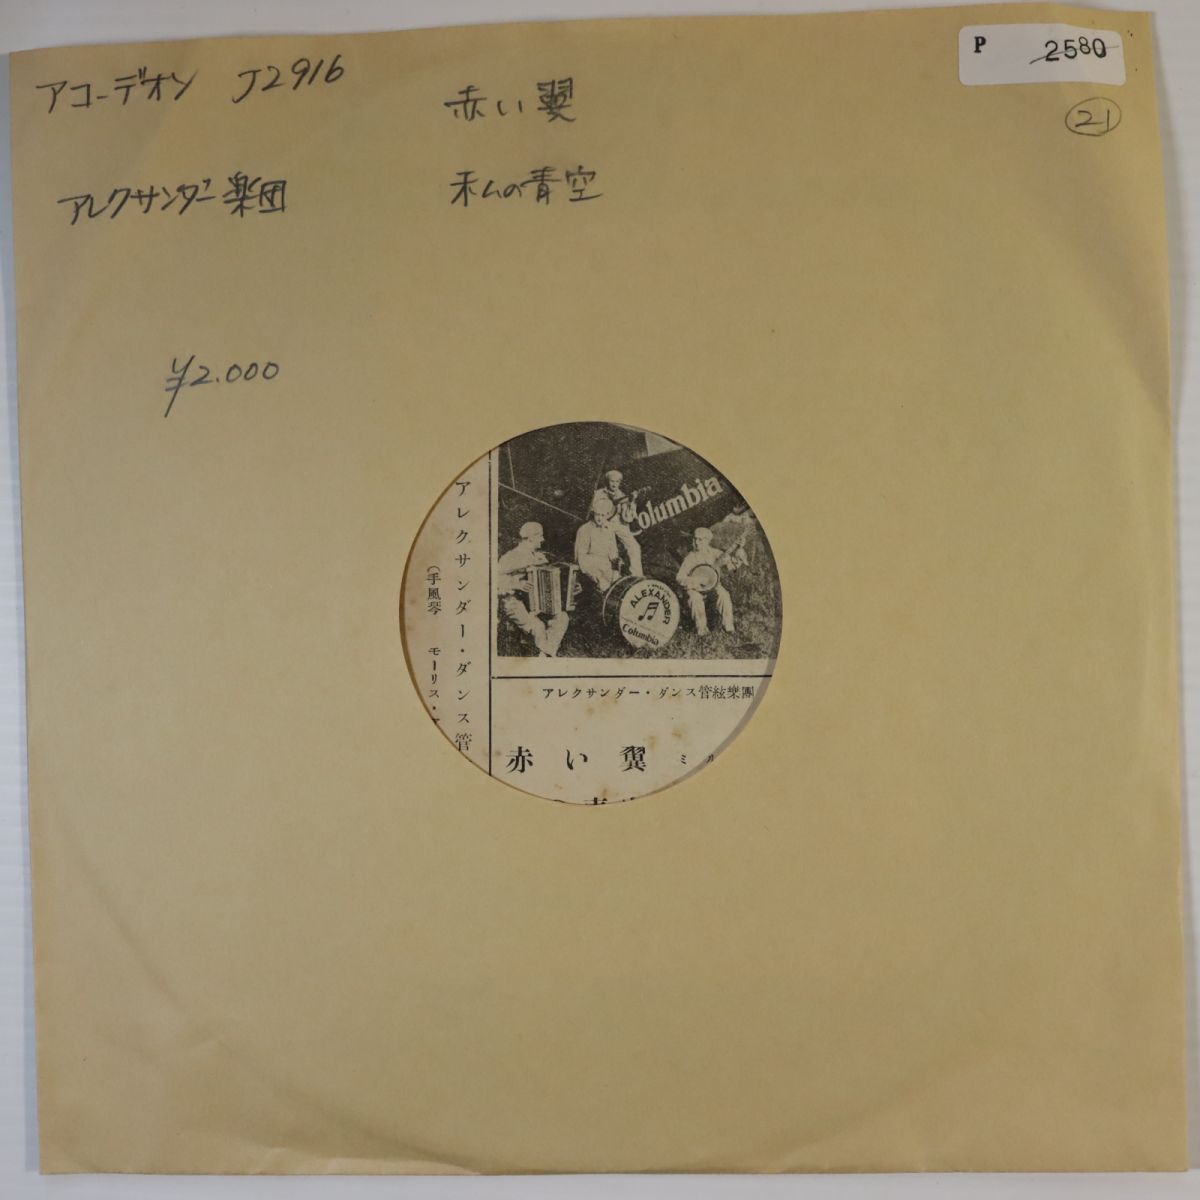 アコーデオン J2916
赤い翼
P 2580
21
アレクサンダー楽団
私の青空
¥2.000
Columbia
ALEXANDER
Columbia
アレクサンダー・ダンス管
(手風琴 モーリス・
アレクサンダー・ダンス管絃樂團
赤い翼 ミカ